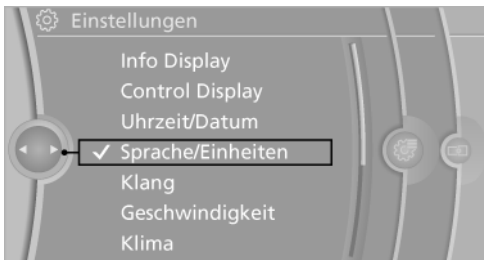 Einstellungen
Info Display
Control Display
Uhrzeit/Datum
Sprache/Einheiten
Klang
Geschwindigkeit
Klima